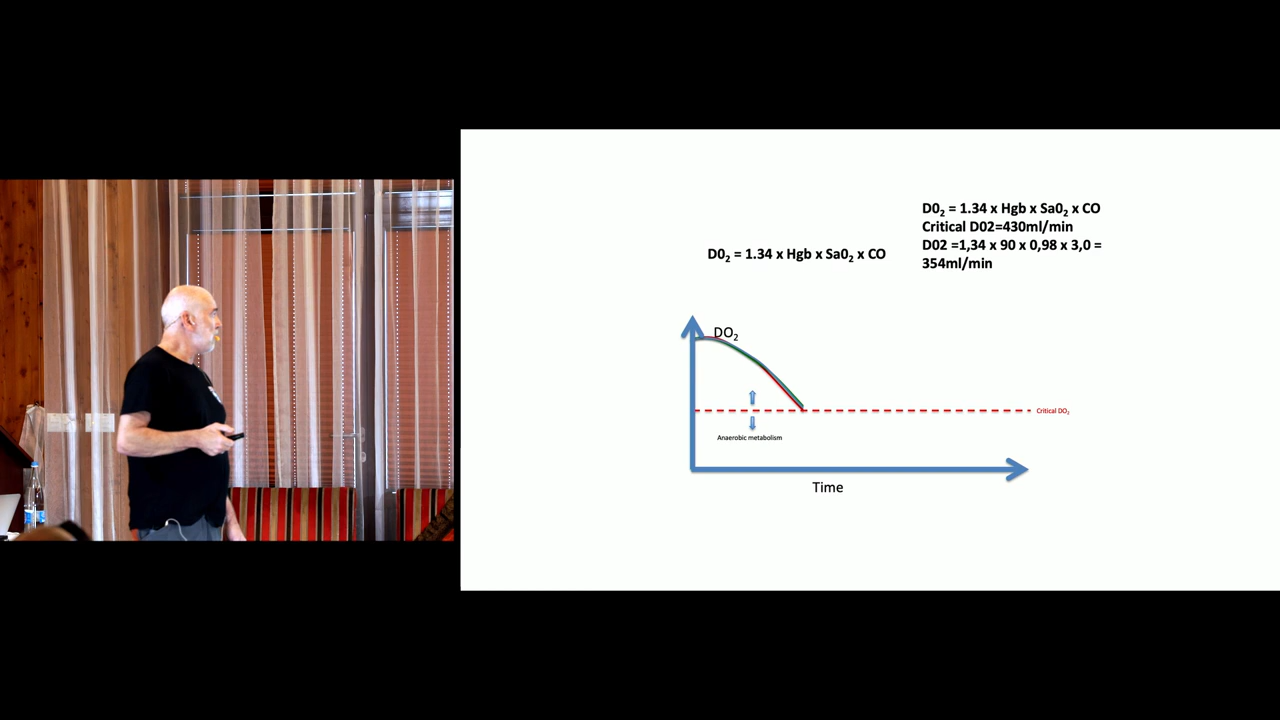 D0₂ = 1.34 x Hgb x Sa0₂ x CO
Critical D02=430ml/min
D02 =1,34 x 90 x 0,98 x 3,0 =
354ml/min
D0₂ = 1.34 x Hgb x Sa0₂ x CO
DO₂
Critical DO₂
Anaerobic metabolism
Time